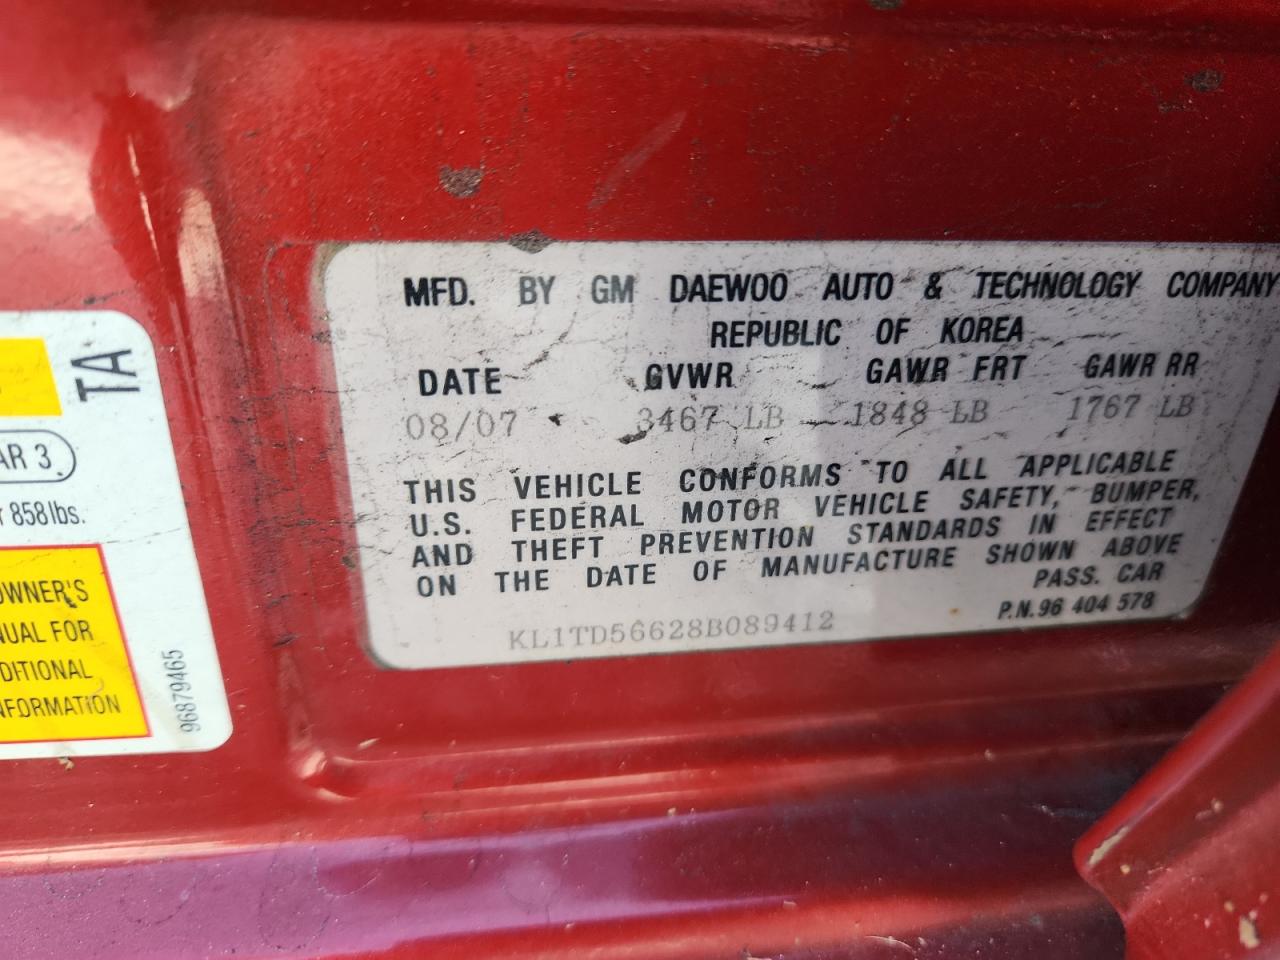 TA
AR 3
r 858 lbs.
OWNER'S
NUAL FOR
DITIONAL
NFORMATION
96879465
MFD. BY GM DAEWOO AUTO & TECHNOLOGY COMPANY
REPUBLIC OF KOREA
DATE GVWR GAWR FRT GAWR RR
08/07 3467 LB 1848 LB 1767 LB
THIS VEHICLE CONFORMS TO ALL APPLICABLE
U.S. FEDERAL MOTOR VEHICLE SAFETY, BUMPER,
AND THEFT PREVENTION STANDARDS IN EFFECT
ON THE DATE OF MANUFACTURE SHOWN ABOVE
PASS. CAR
KL1TD56628B089412 P.N. 96 404 578